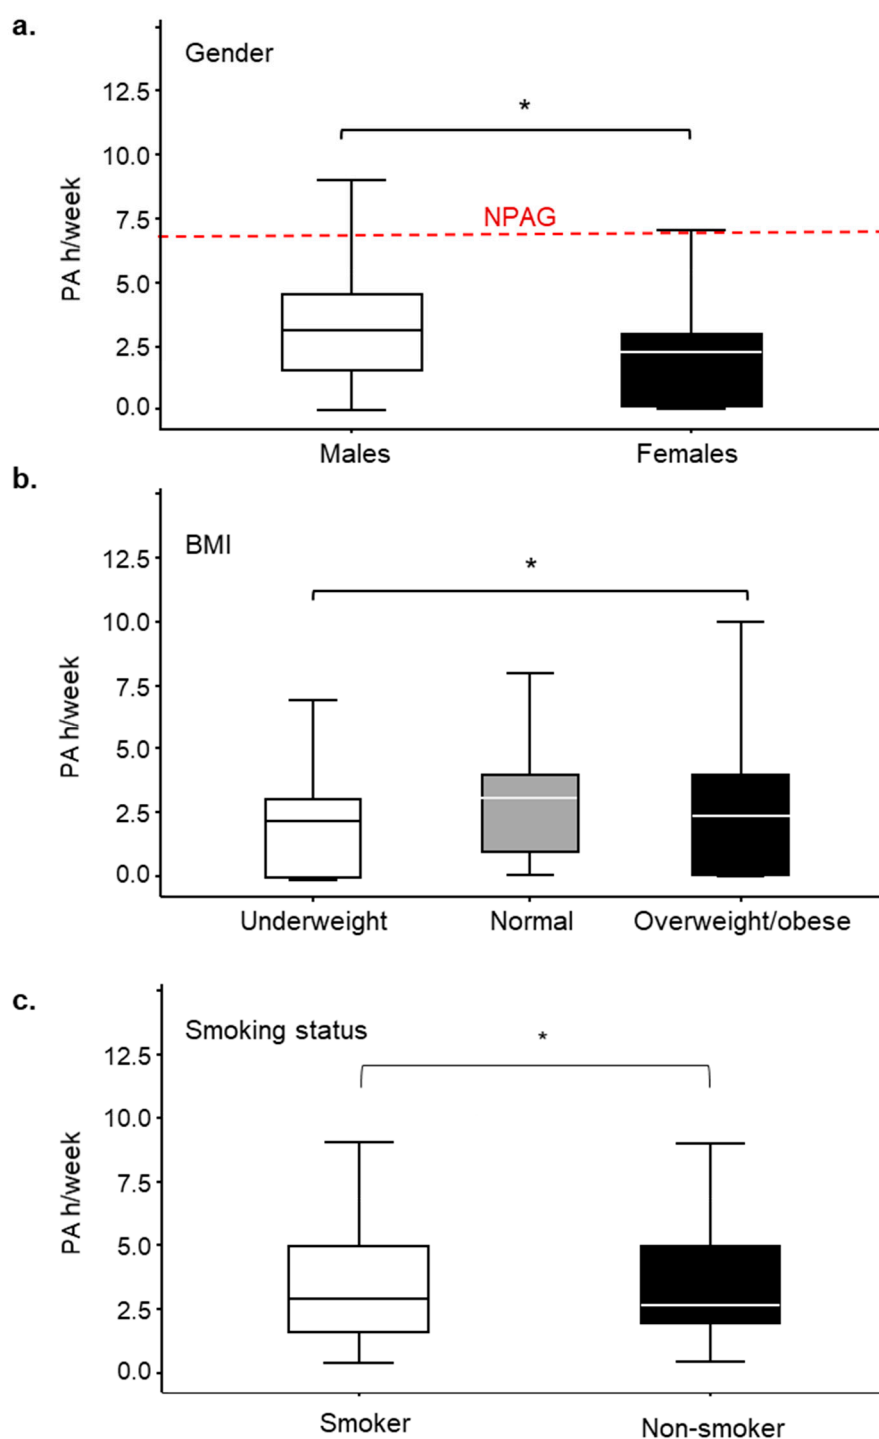 a.
Gender
12.5
*
10.0
7.5
NPAG
PA h/week
5.0
2.5
0.0
Males Females
b.
BMI
12.5
*
10.0
7.5
PA h/week
5.0
2.5
0.0
Underweight Normal Overweight/obese
c.
Smoking status
*
12.5
10.0
7.5
PA h/week
5.0
2.5
0.0
Smoker Non-smoker